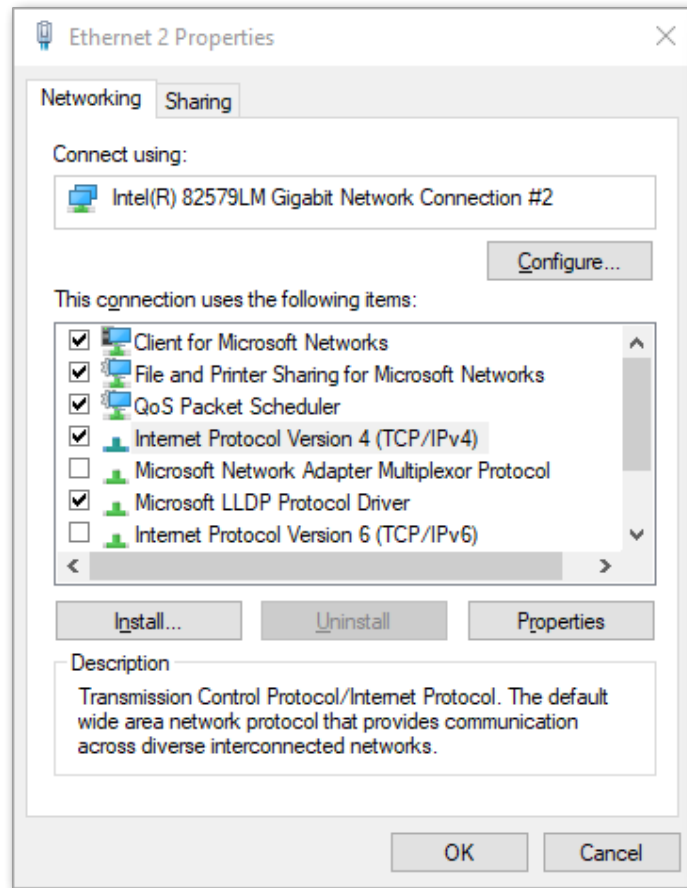 Ethernet 2 Properties
Networking
Sharing
Connect using:
Intel(R) 82579LM Gigabit Network Connection #2
Configure...
This connection uses the following items:
Client for Microsoft Networks
File and Printer Sharing for Microsoft Networks
QoS Packet Scheduler
Internet Protocol Version 4 (TCP/IPv4)
Microsoft Network Adapter Multiplexor Protocol
Microsoft LLDP Protocol Driver
Internet Protocol Version 6 (TCP/IPv6)
Install...
Uninstall
Properties
Description
Transmission Control Protocol/Internet Protocol. The default
wide area network protocol that provides communication
across diverse interconnected networks.
OK
Cancel